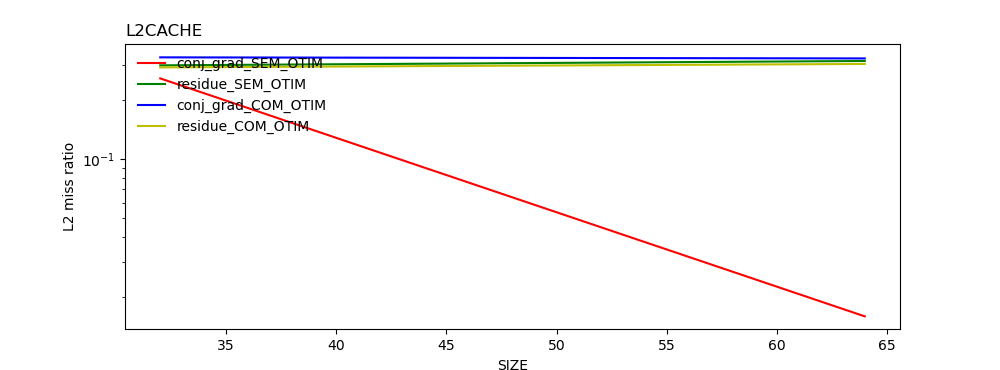 L2CACHE
conj_grad_SEM_OTIM
residue_SEM_OTIM
conj_grad_COM_OTIM
residue_COM_OTIM
L2 miss ratio
10⁻¹
35 40 45 50 55 60 65
SIZE